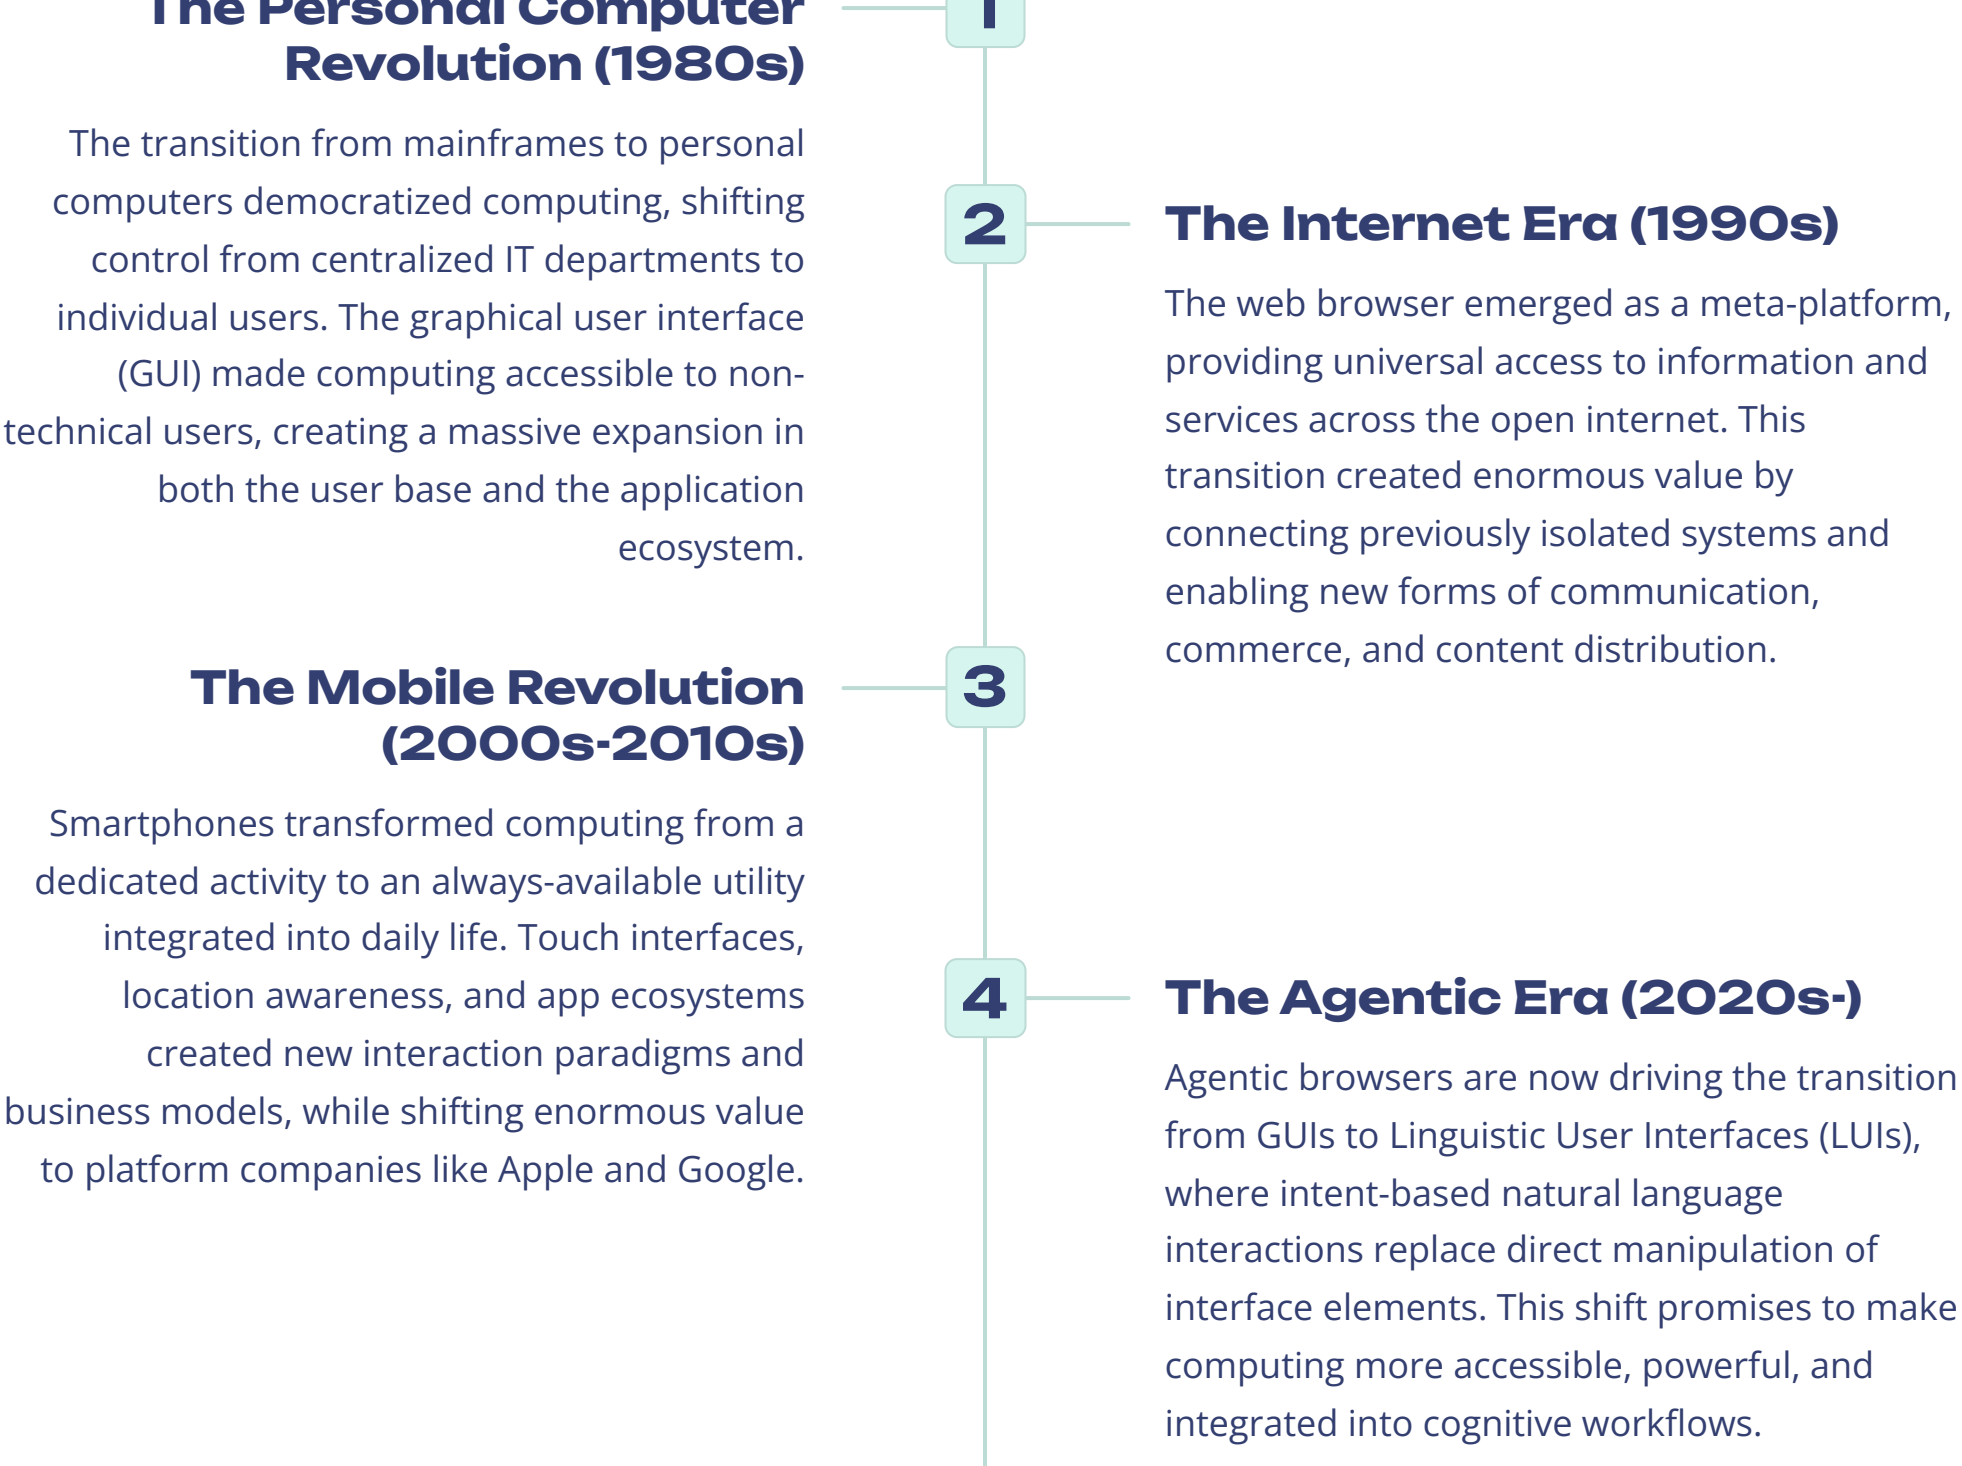 The Personal Computer
Revolution (1980s)
1
The transition from mainframes to personal
computers democratized computing, shifting
control from centralized IT departments to
individual users. The graphical user interface
(GUI) made computing accessible to non-
technical users, creating a massive expansion in
both the user base and the application
ecosystem.
2
The Internet Era (1990s)
The web browser emerged as a meta-platform,
providing universal access to information and
services across the open internet. This
transition created enormous value by
connecting previously isolated systems and
enabling new forms of communication,
commerce, and content distribution.
The Mobile Revolution
(2000s-2010s)
3
Smartphones transformed computing from a
dedicated activity to an always-available utility
integrated into daily life. Touch interfaces,
location awareness, and app ecosystems
created new interaction paradigms and
business models, while shifting enormous value
to platform companies like Apple and Google.
4
The Agentic Era (2020s-)
Agentic browsers are now driving the transition
from GUIs to Linguistic User Interfaces (LUIs),
where intent-based natural language
interactions replace direct manipulation of
interface elements. This shift promises to make
computing more accessible, powerful, and
integrated into cognitive workflows.